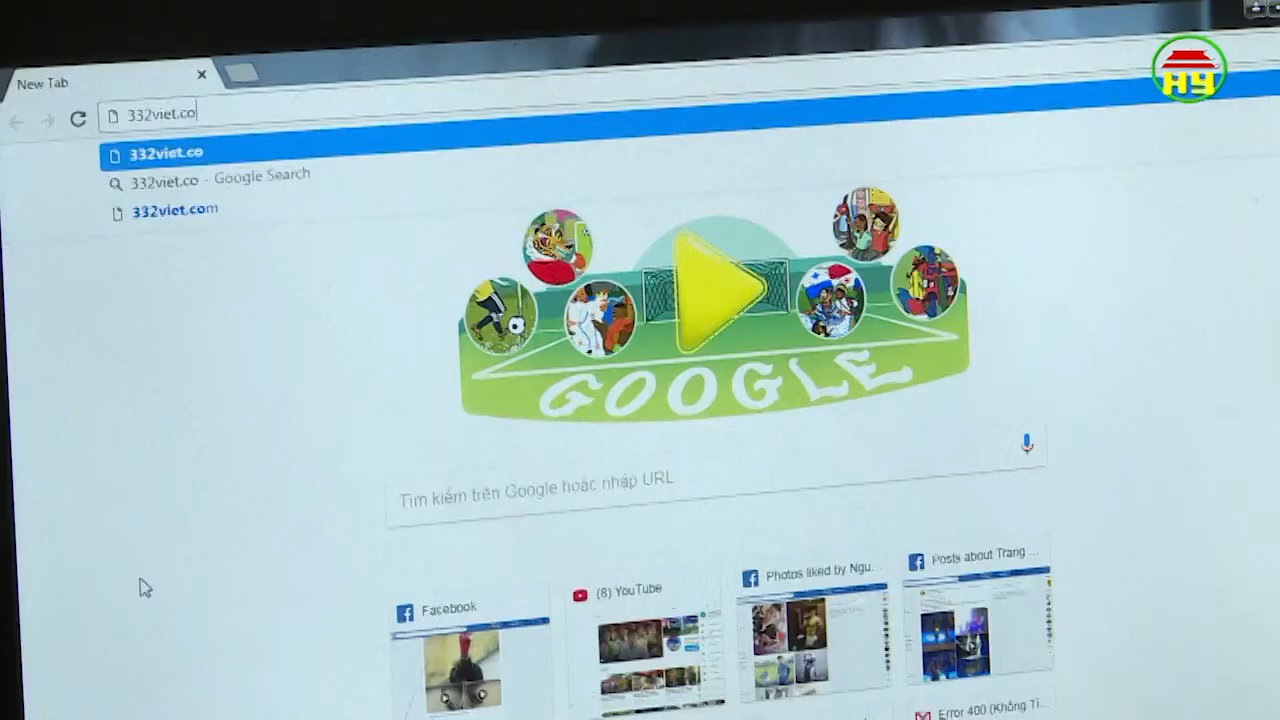 HY
New Tab
332viet.co
332viet.co
332viet.co - Google Search
332viet.com
GOOGLE
Tìm kiếm trên Google hoặc nhập URL
Facebook
(8) YouTube
Photos liked by Ngu...
Posts about Trang ...
Error 400 (Không Tì...